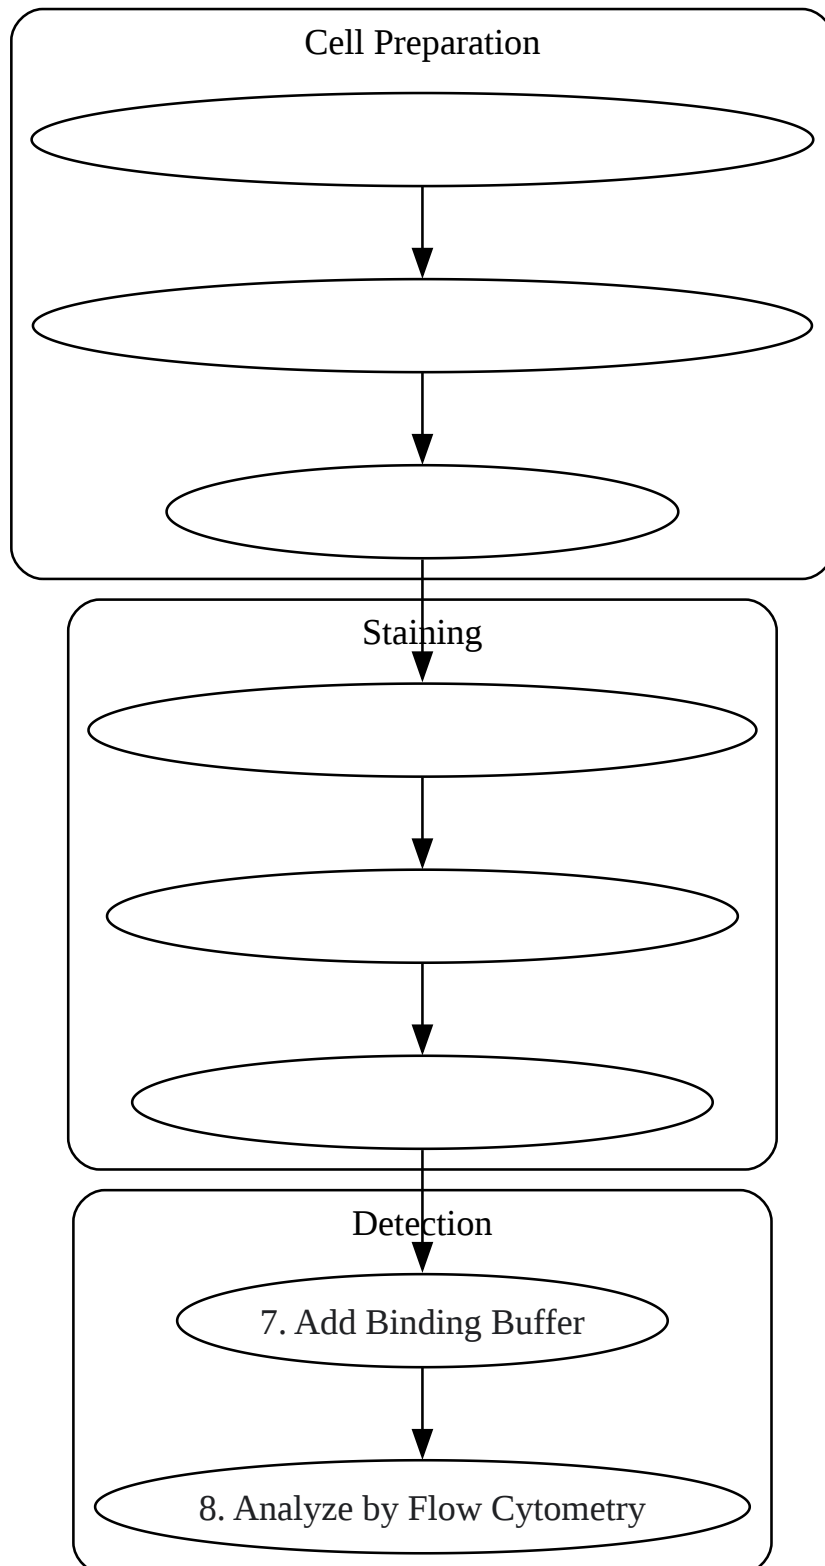 Cell Preparation
Staining
Detection
7. Add Binding Buffer
8. Analyze by Flow Cytometry